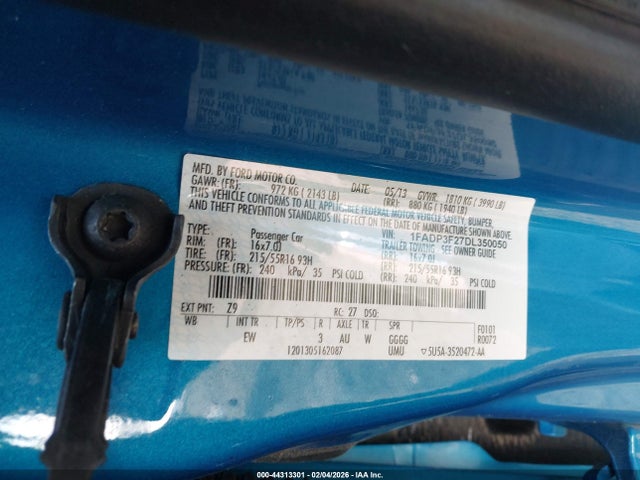 MFD. BY FORD MOTOR CO.
DATE: 05/13 GVWR: 1810 KG ( 3990 LB)
GAWR:(FR): 972 KG ( 2143 LB) (RR): 880 KG ( 1940 LB)
THIS VEHICLE CONFORMS TO ALL APPLICABLE FEDERAL MOTOR VEHICLE SAFETY, BUMPER,
AND THEFT PREVENTION STANDARDS IN EFFECT ON THE DATE OF MANUFACTURE SHOWN ABOVE.
VIN: 1FADP3F27DL350050
TYPE: Passenger Car TRAILER TOWING - SEE OWNER GUIDE
RIM: (FR): 16x7.0J (RR): 16x7.0J
TIRE: (FR): 215/55R16 93H (RR): 215/55R16 93H
PRESSURE: (FR): 240 kPa/ 35 PSI COLD (RR): 240 kPa/ 35 PSI COLD
EXT PNT: Z9 RC: 27 DSO:
WB INT TR TP/PS R AXLE TR SPR F0101
EW 3 AU W GGGG R0072
1201305162087 UMU ▽5U5A-3520472-AA
000-44313301 - 02/04/2026 - IAA Inc.